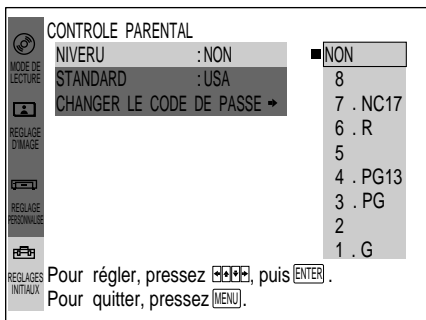 CONTROLE PARENTAL
MODE DE
LECTURE
REGLAGE
D'IMAGE
REGLAGE
PERSONNALISE
REGLAGES
INITIAUX
NIVERU : NON
STANDARD : USA
CHANGER LE CODE DE PASSE
NON
8
7 . NC17
6 . R
5
4 . PG13
3 . PG
2
1 . G
Pour régler, pressez , puis ENTER .
Pour quitter, pressez MENU.